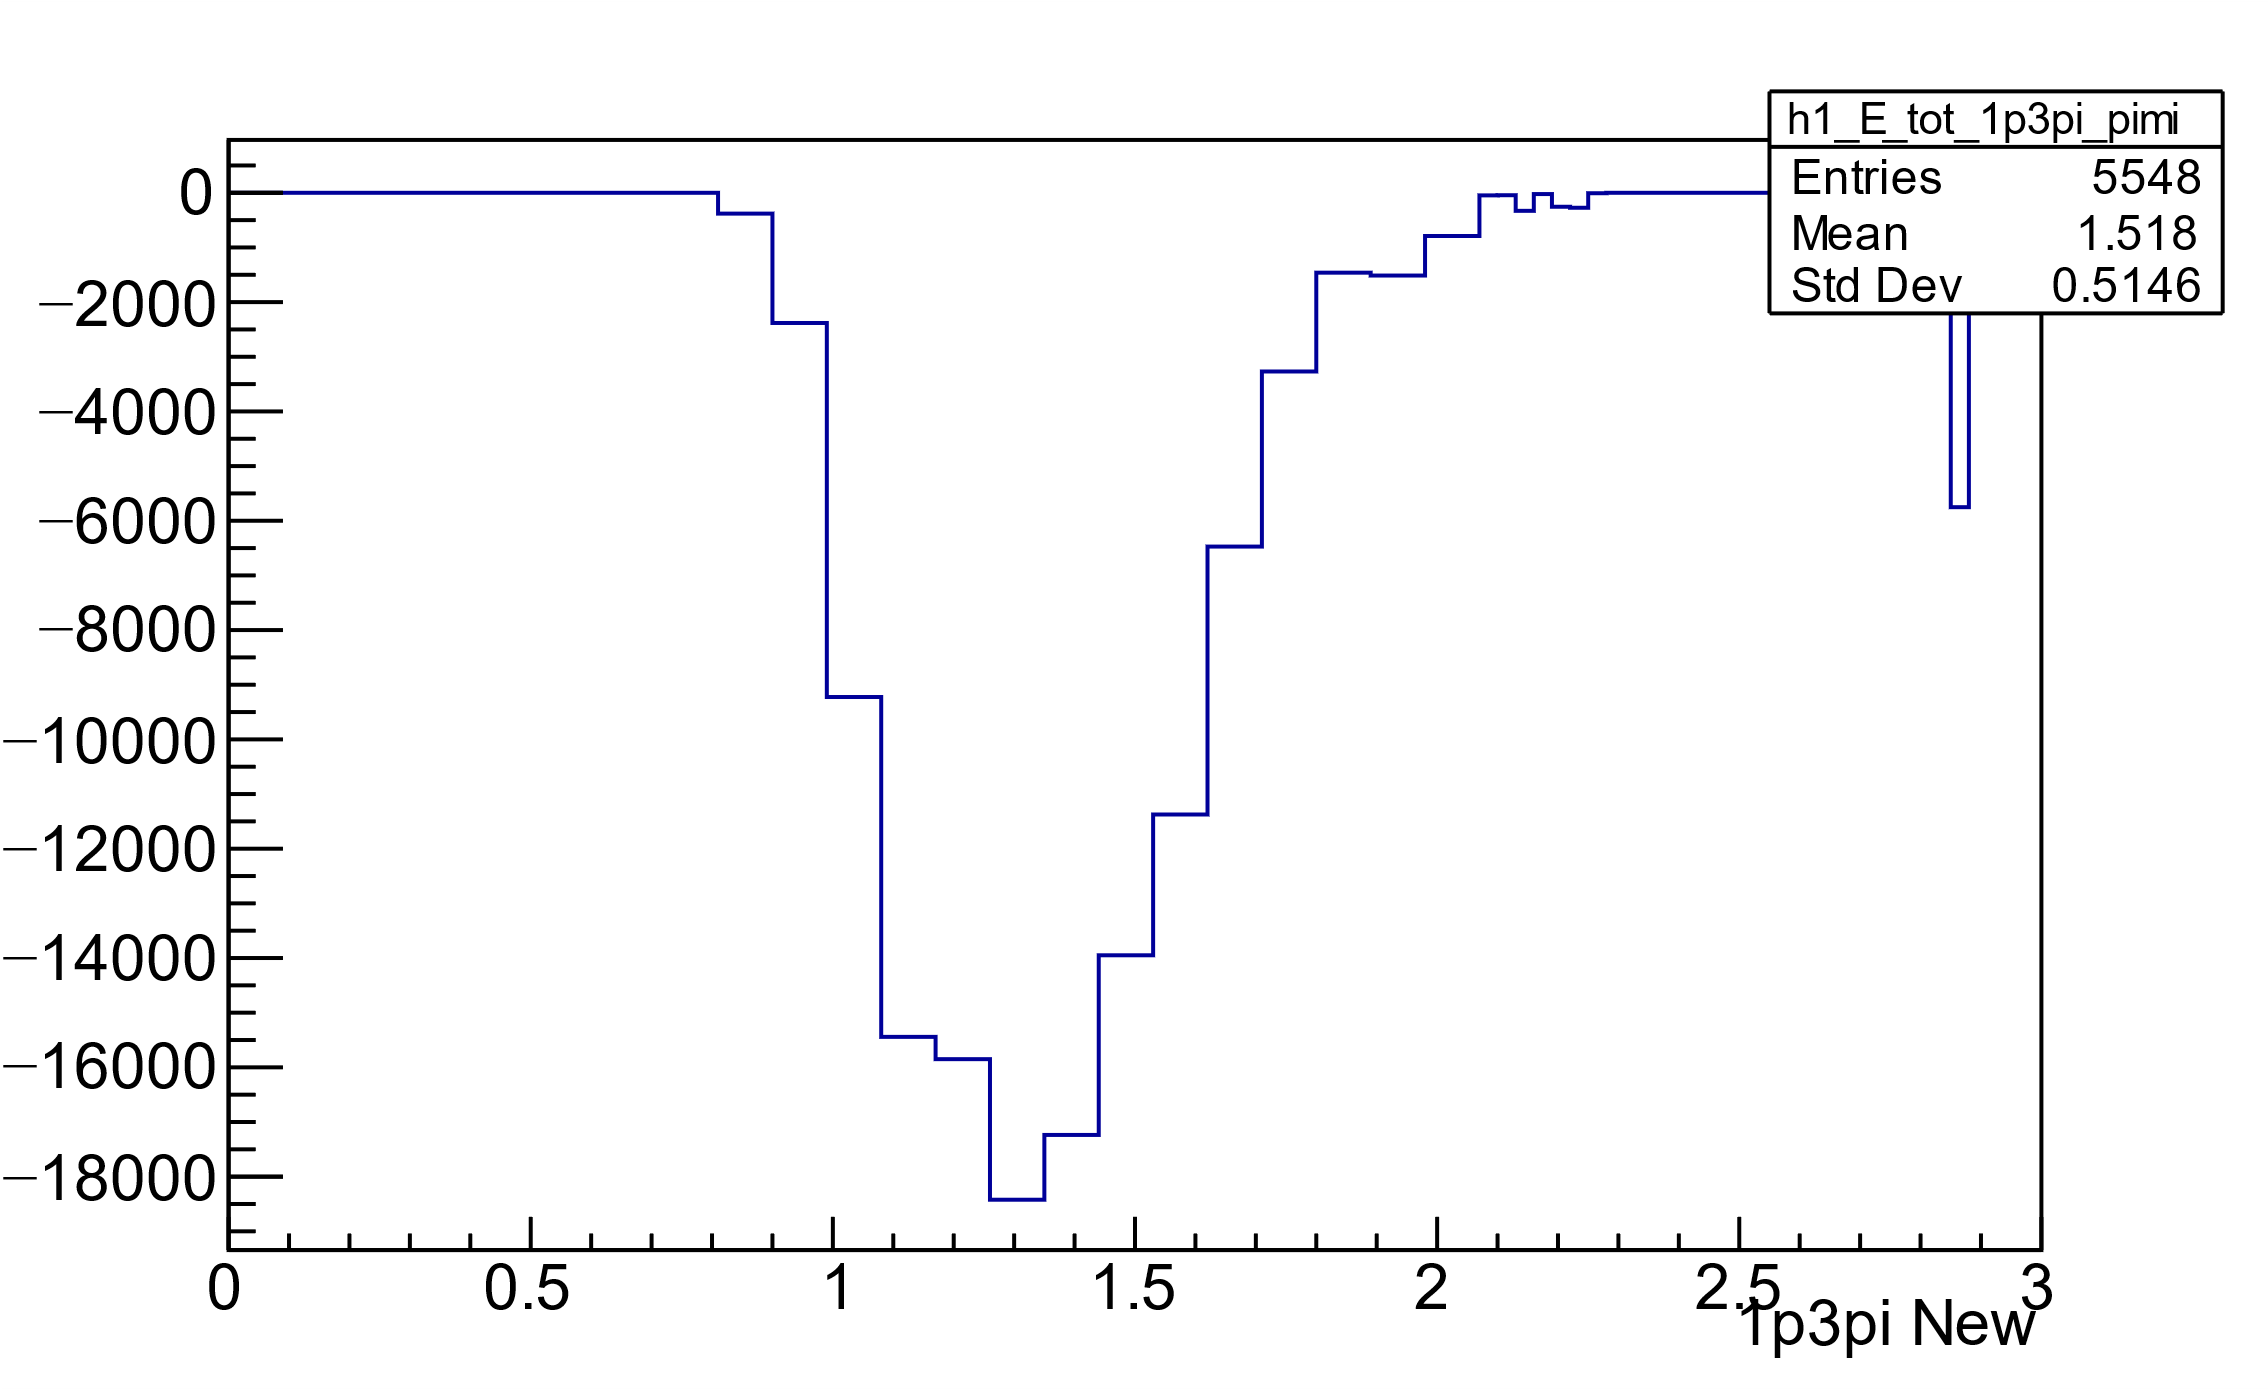 h1_E_tot_1p3pi_pimi
Entries 5548
Mean 1.518
Std Dev 0.5146
0
−2000
−4000
−6000
−8000
−10000
−12000
−14000
−16000
−18000
0 0.5 1 1.5 2 2.5 3
1p3pi New